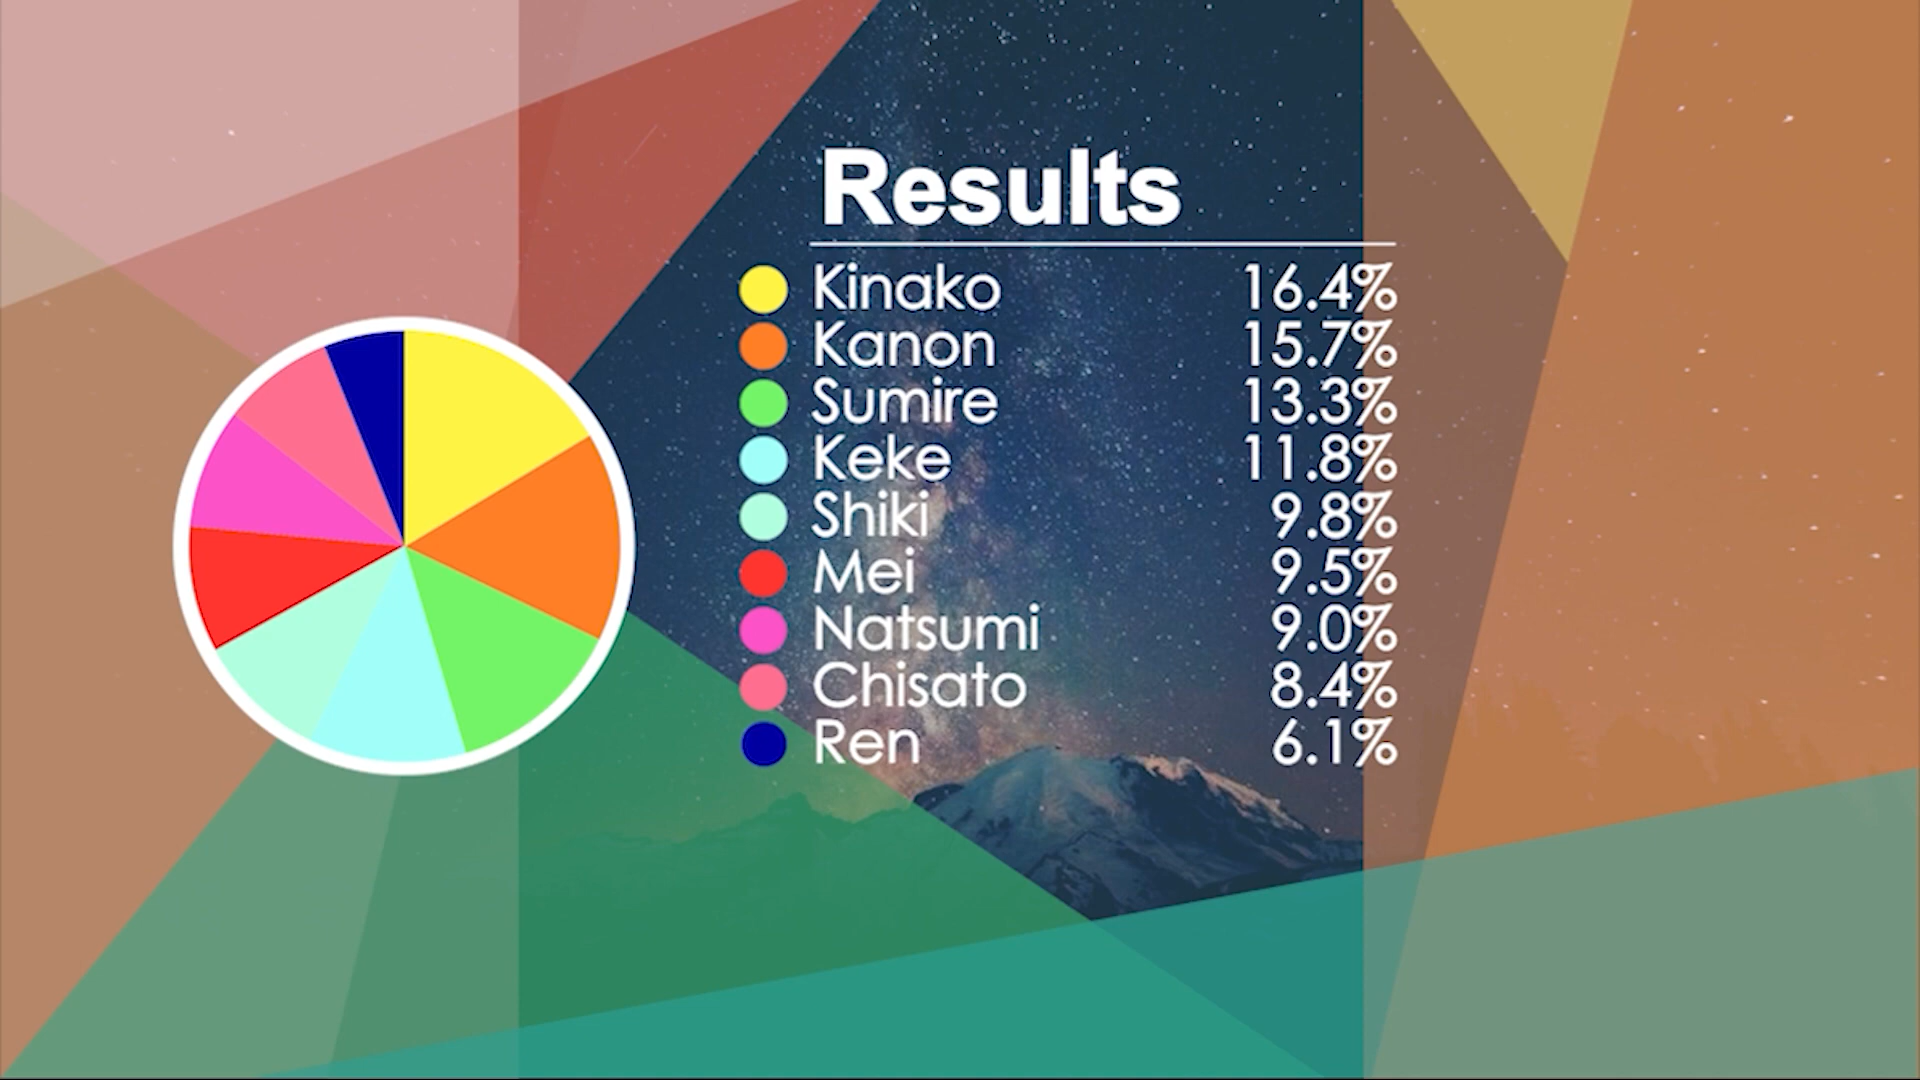 Results
Kinako 16.4%
Kanon 15.7%
Sumire 13.3%
Keke 11.8%
Shiki 9.8%
Mei 9.5%
Natsumi 9.0%
Chisato 8.4%
Ren 6.1%